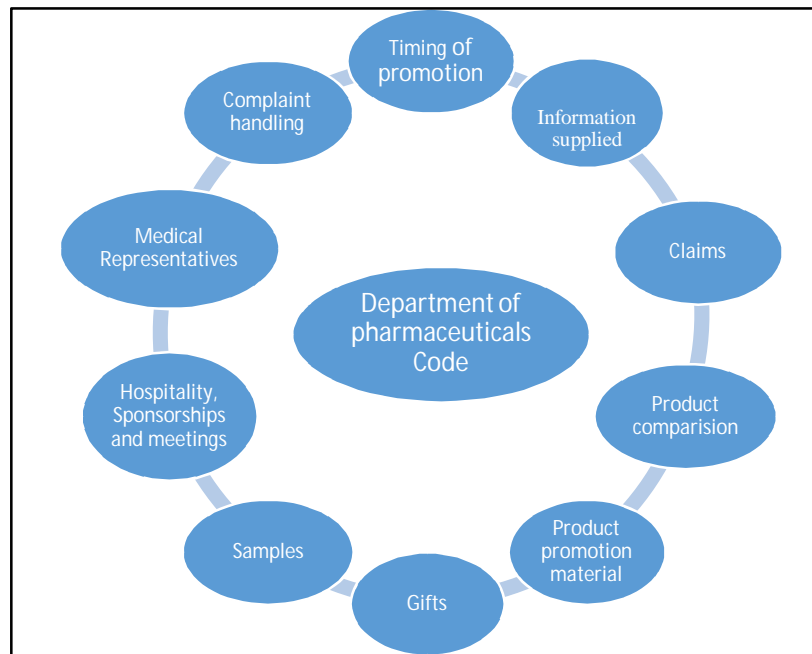 Timing of
promotion
Information
supplied
Claims
Product
comparision
Product
promotion
material
Gifts
Samples
Hospitality,
Sponsorships
and meetings
Medical
Representatives
Complaint
handling
Department of
pharmaceuticals
Code